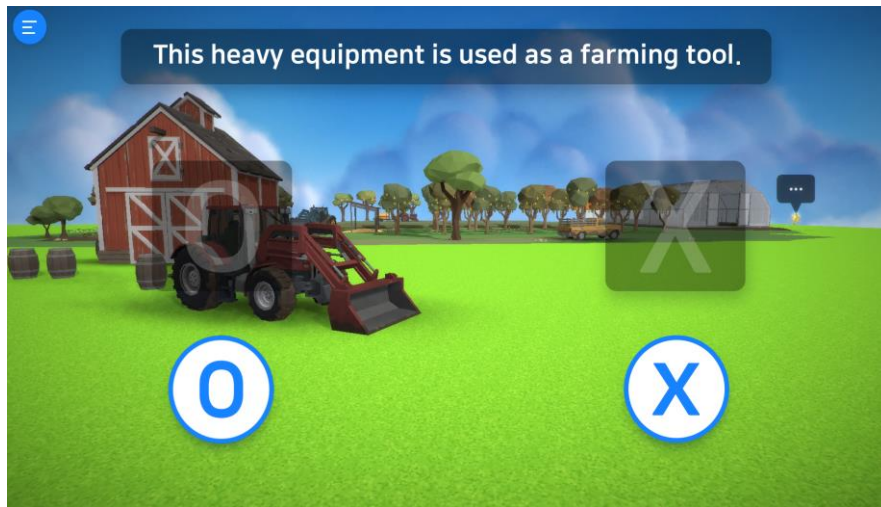 This heavy equipment is used as a farming tool.
O X
...
O X